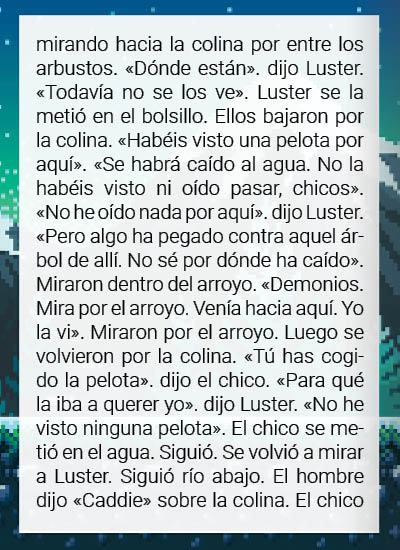 mirando hacia la colina por entre los
arbustos. «Dónde están». dijo Luster.
«Todavía no se los ve». Luster se la
metió en el bolsillo. Ellos bajaron por
la colina. «Habéis visto una pelota por
aquí». «Se habrá caído al agua. No la
habéis visto ni oído pasar, chicos».
«No he oído nada por aquí». dijo Luster.
«Pero algo ha pegado contra aquel ár-
bol de allí. No sé por dónde ha caído».
Miraron dentro del arroyo. «Demonios.
Mira por el arroyo. Venía hacia aquí. Yo
la vi». Miraron por el arroyo. Luego se
volvieron por la colina. «Tú has cogi-
do la pelota». dijo el chico. «Para qué
la iba a querer yo». dijo Luster. «No he
visto ninguna pelota». El chico se me-
tió en el agua. Siguió. Se volvió a mirar
a Luster. Siguió río abajo. El hombre
dijo «Caddie» sobre la colina. El chico